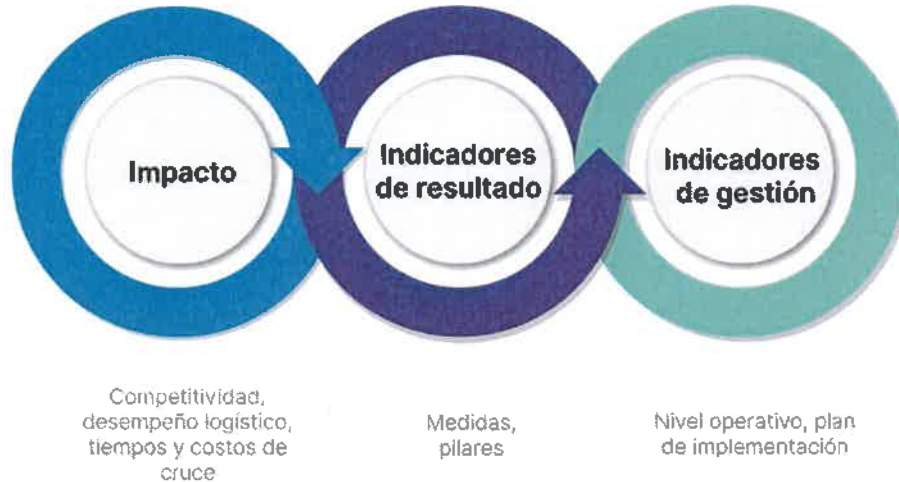 Impacto
Indicadores
de resultado
Indicadores
de gestión
Competitividad,
desempeño logístico,
tiempos y costos de
cruce
Medidas,
pilares
Nivel operativo, plan
de implementación